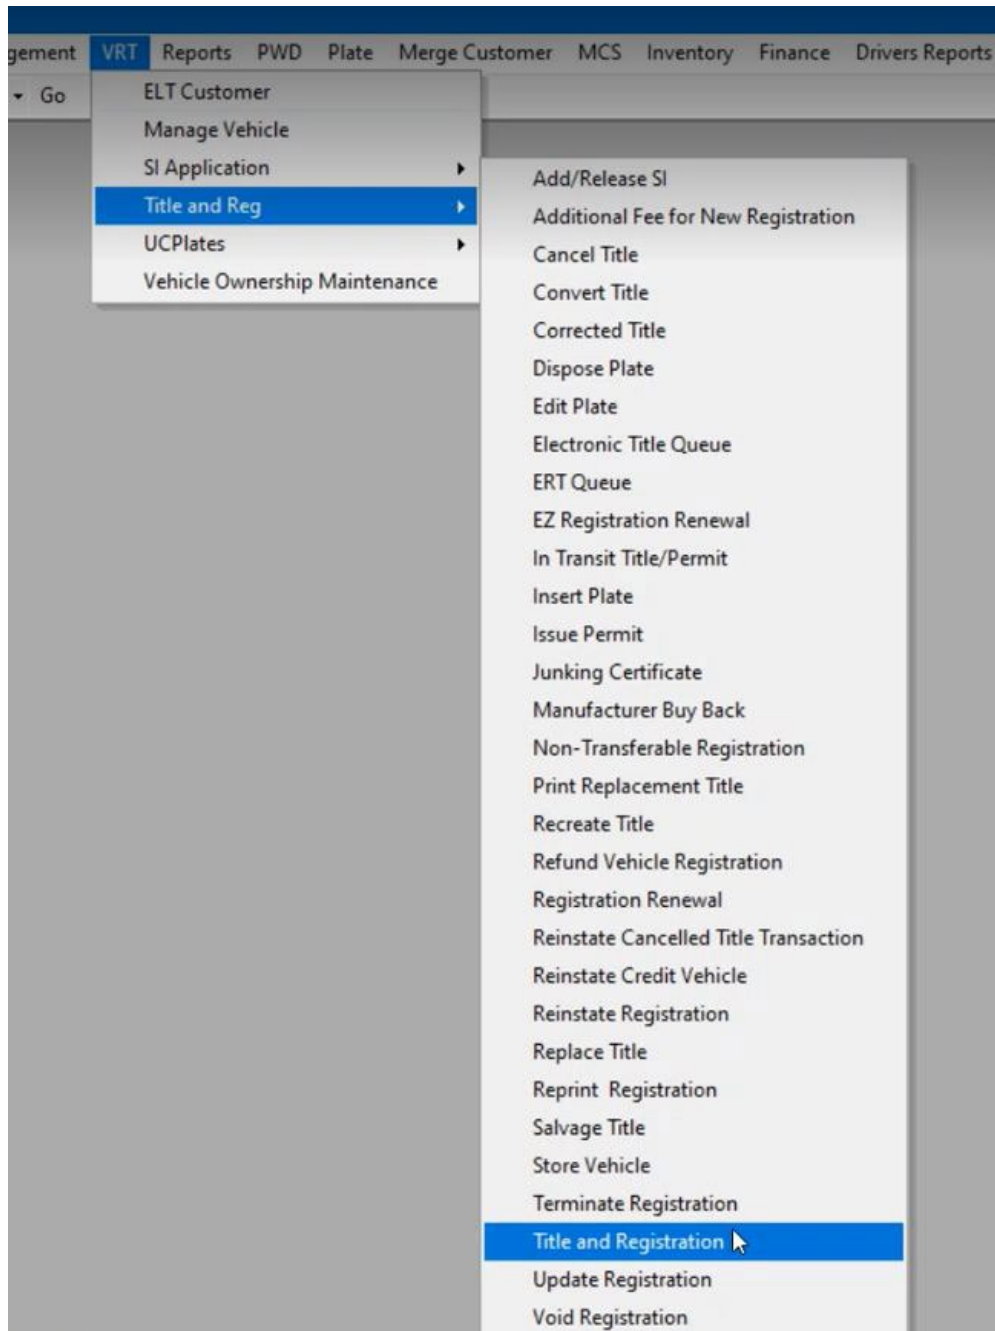 gement VRT Reports PWD Plate Merge Customer MCS Inventory Finance Drivers Reports
Go
ELT Customer
Manage Vehicle
SI Application
Title and Reg
UCPlates
Vehicle Ownership Maintenance
Add/Release SI
Additional Fee for New Registration
Cancel Title
Convert Title
Corrected Title
Dispose Plate
Edit Plate
Electronic Title Queue
ERT Queue
EZ Registration Renewal
In Transit Title/Permit
Insert Plate
Issue Permit
Junking Certificate
Manufacturer Buy Back
Non-Transferable Registration
Print Replacement Title
Recreate Title
Refund Vehicle Registration
Registration Renewal
Reinstate Cancelled Title Transaction
Reinstate Credit Vehicle
Reinstate Registration
Replace Title
Reprint Registration
Salvage Title
Store Vehicle
Terminate Registration
Title and Registration
Update Registration
Void Registration